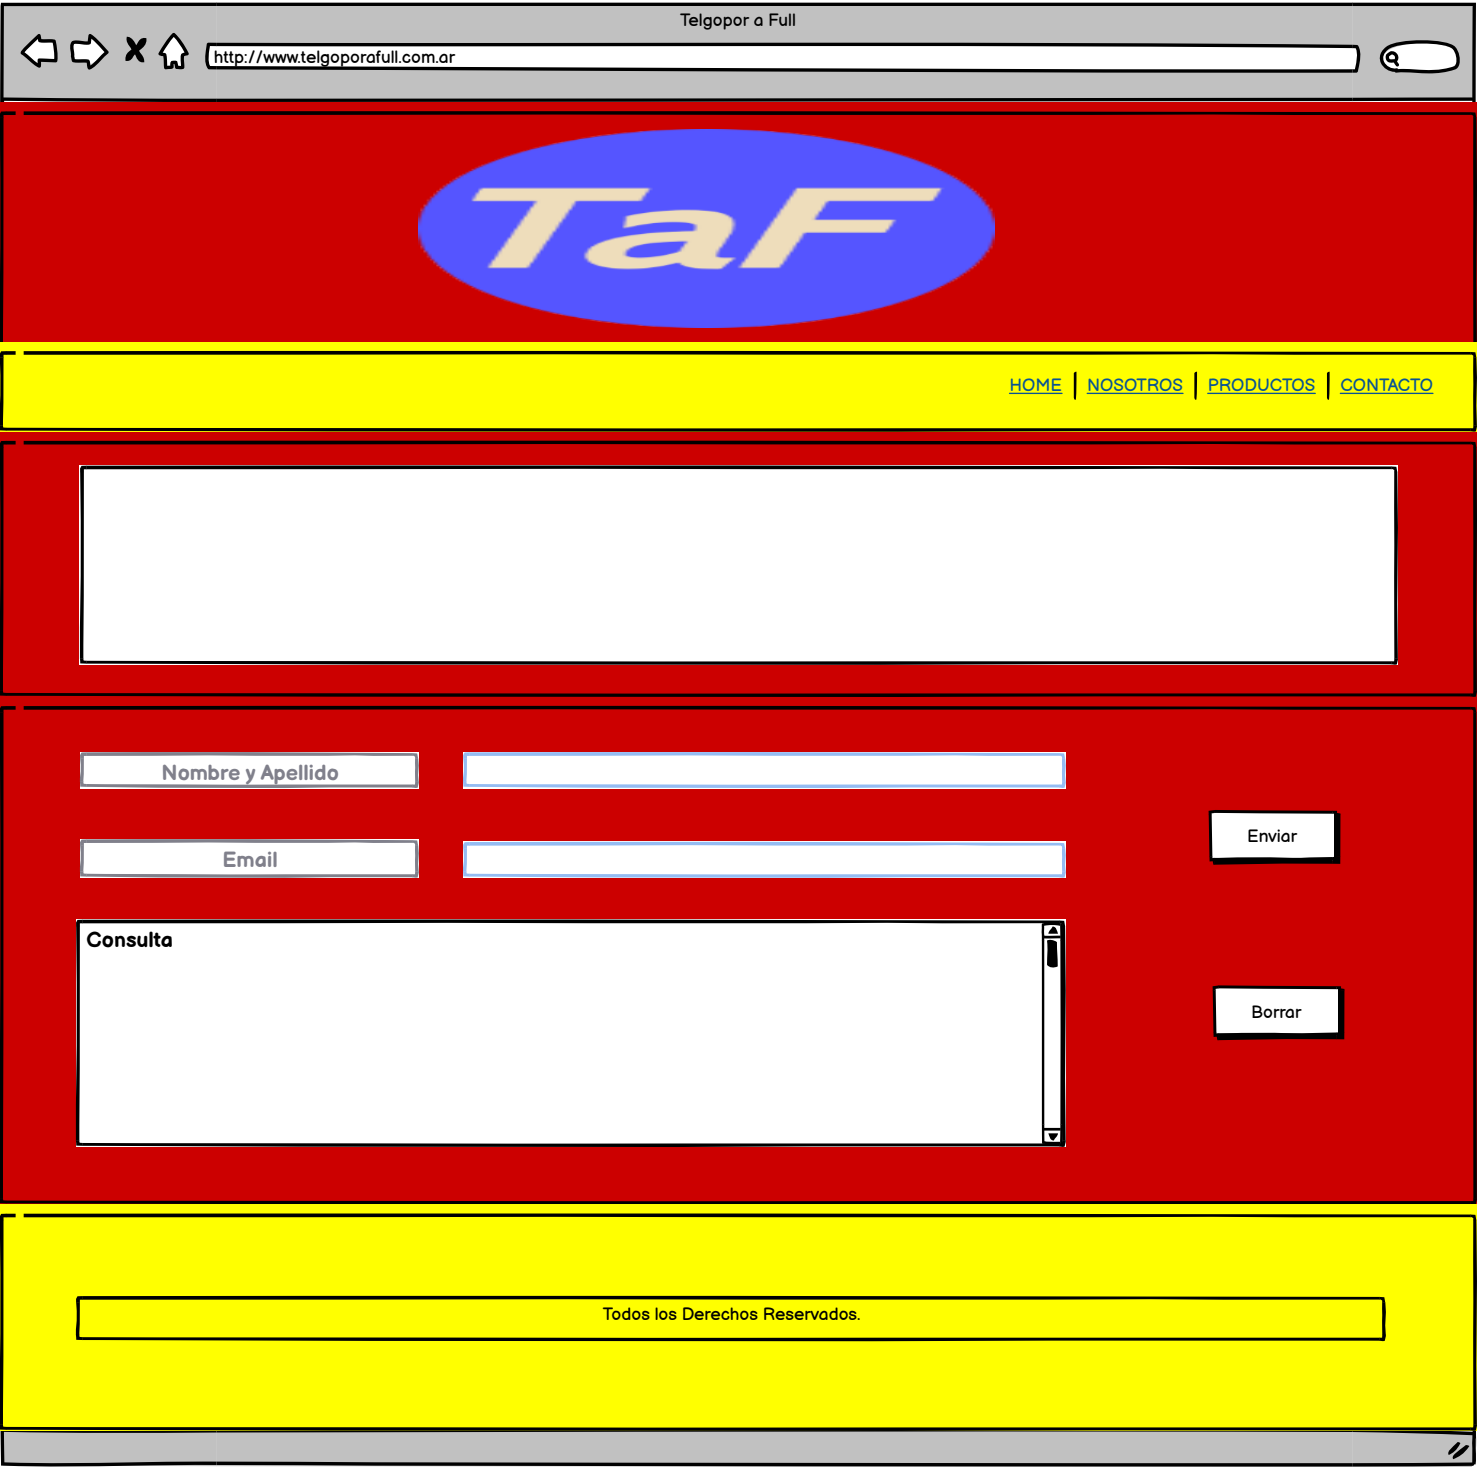 Telgopor a Full
http://www.telgoporafull.com.ar
TaF
HOME | NOSOTROS | PRODUCTOS | CONTACTO
Nombre y Apellido
Email
Enviar
Consulta
Borrar
Todos los Derechos Reservados.